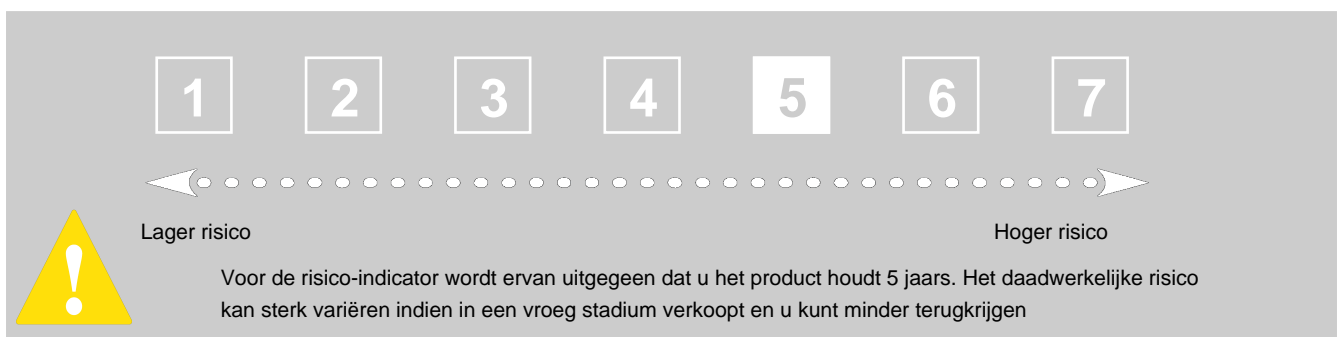 1 2 3 4 5 6 7
Lager risico Hoger risico
!
Voor de risico-indicator wordt ervan uitgegeen dat u het product houdt 5 jaars. Het daadwerkelijke risico
kan sterk variëren indien in een vroeg stadium verkoopt en u kunt minder terugkrijgen